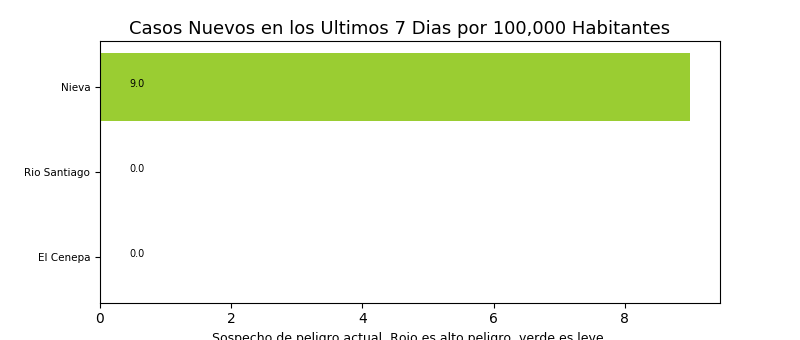 Casos Nuevos en los Ultimos 7 Dias por 100,000 Habitantes
Nieva
9.0
Rio Santiago
0.0
El Cenepa
0.0
0 2 4 6 8
Sospecho de peligro actual. Rojo es alto peligro, verde es leve